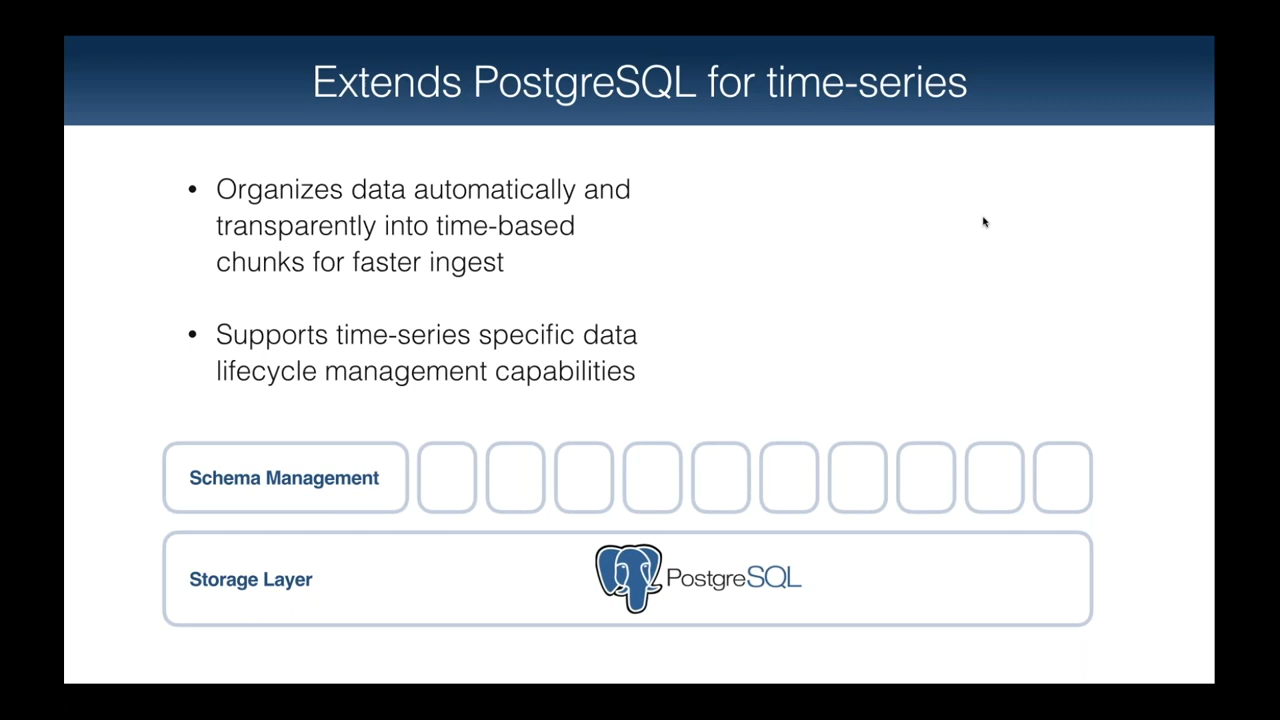 Extends PostgreSQL for time-series
• Organizes data automatically and
transparently into time-based
chunks for faster ingest
• Supports time-series specific data
lifecycle management capabilities
Schema Management
Storage Layer
PostgreSQL